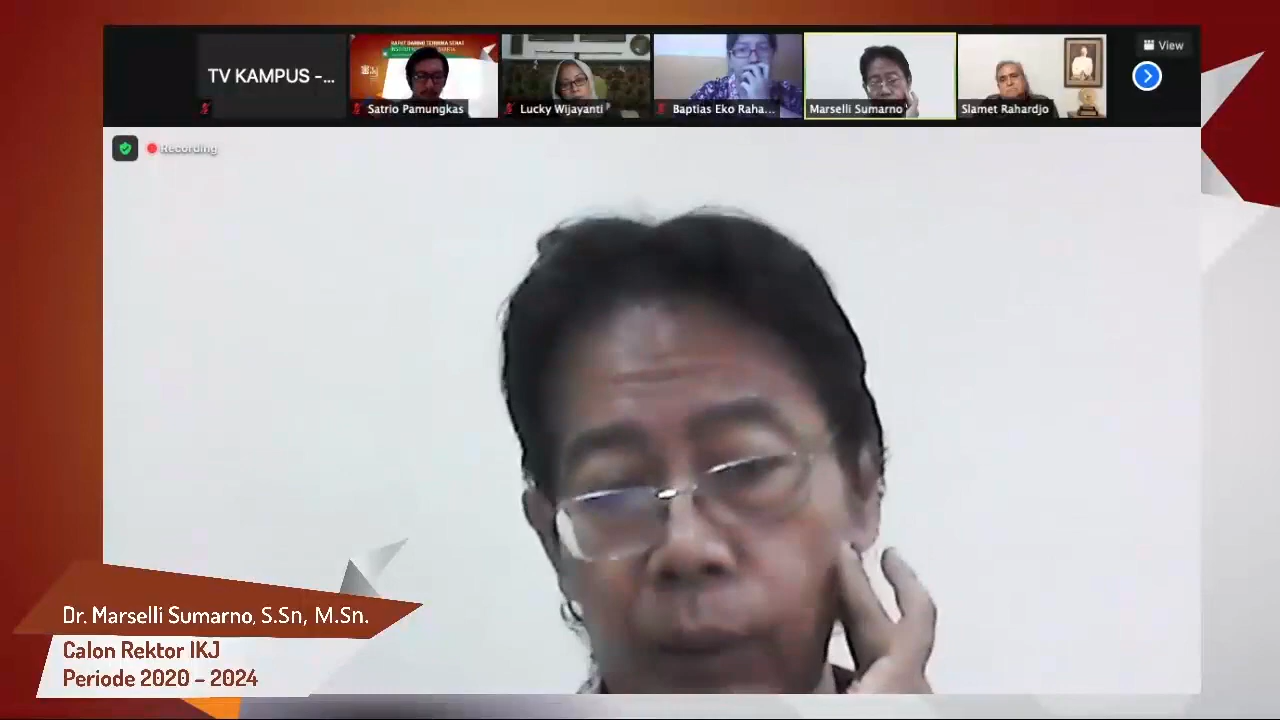 TV KAMPUS -...
Satrio Pamungkas
Lucky Wijayanti
Baptias Eko Raha...
Marselli Sumarno
Slamet Rahardjo
View
Recording
Dr. Marselli Sumarno, S.Sn, M.Sn.
Calon Rektor IKJ
Periode 2020 – 2024